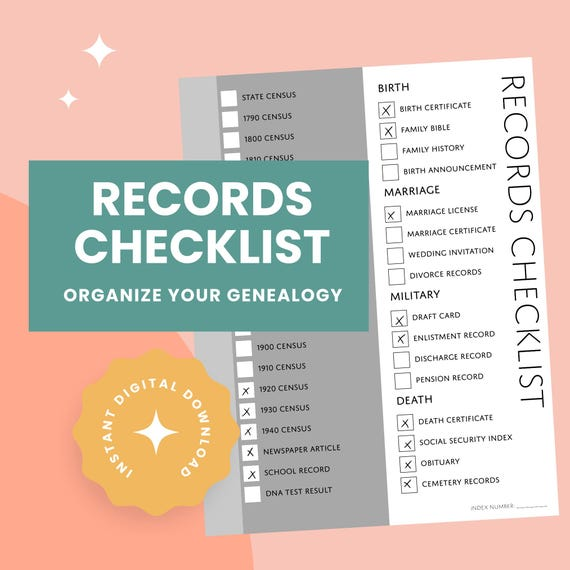 STATE CENSUS
1790 CENSUS
1800 CENSUS
1810 CENSUS
RECORDS
CHECKLIST
ORGANIZE YOUR GENEALOGY
1900 CENSUS
1910 CENSUS
1920 CENSUS
1930 CENSUS
1940 CENSUS
NEWSPAPER ARTICLE
SCHOOL RECORD
DNA TEST RESULT
BIRTH
BIRTH CERTIFICATE
FAMILY BIBLE
FAMILY HISTORY
BIRTH ANNOUNCEMENT
MARRIAGE
MARRIAGE LICENSE
MARRIAGE CERTIFICATE
WEDDING INVITATION
DIVORCE RECORDS
MILITARY
DRAFT CARD
ENLISTMENT RECORD
DISCHARGE RECORD
PENSION RECORD
DEATH
DEATH CERTIFICATE
SOCIAL SECURITY INDEX
OBITUARY
CEMETERY RECORDS
INDEX NUMBER:
RECORDS CHECKLIST
INSTANT DIGITAL DOWNLOAD